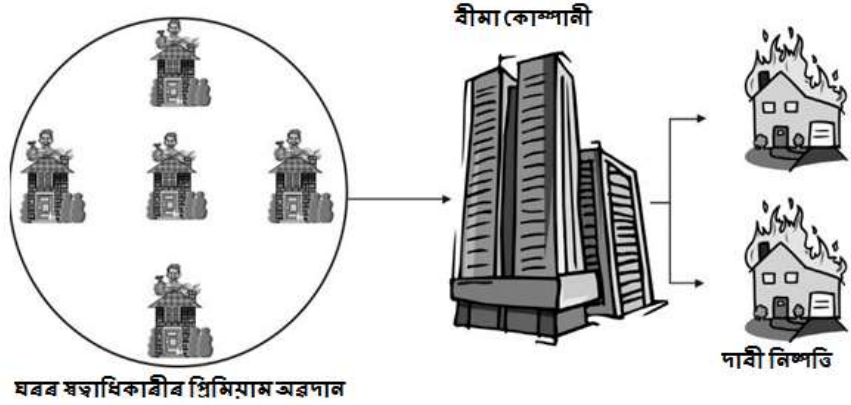 বীমা কোম্পানী
দাবী নিষ্পত্তি
ঘৰৰ স্বত্বাধিকাৰীৰ প্ৰিমিয়াম অৱদান